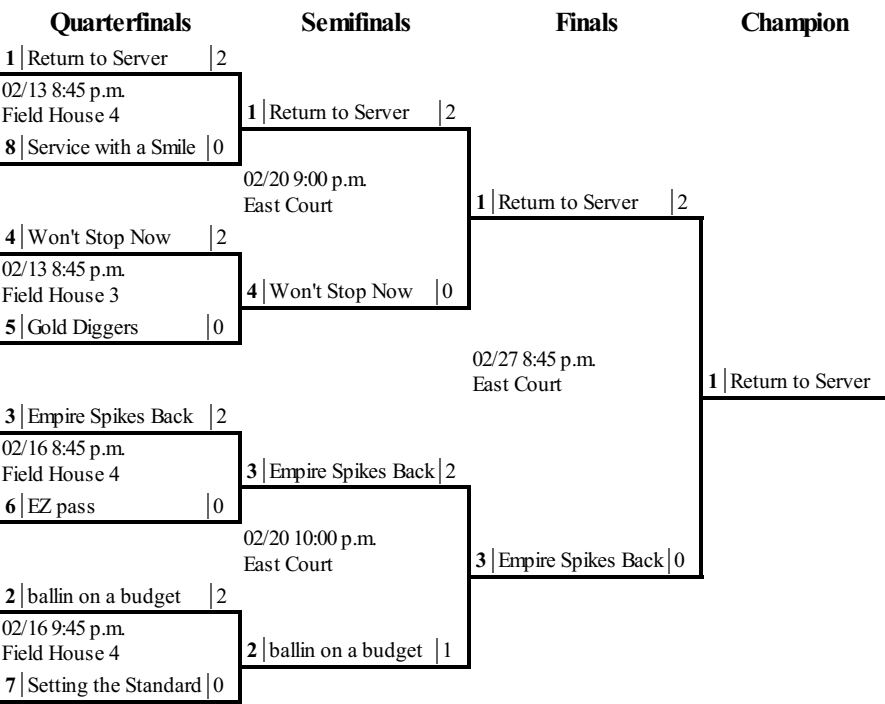 Quarterfinals Semifinals Finals Champion
1 Return to Server 2
02/13 8:45 p.m.
Field House 4
8 Service with a Smile 0
4 Won't Stop Now 2
02/13 8:45 p.m.
Field House 3
5 Gold Diggers 0
3 Empire Spikes Back 2
02/16 8:45 p.m.
Field House 4
6 EZ pass 0
2 ballin on a budget 2
02/16 9:45 p.m.
Field House 4
7 Setting the Standard 0
1 Return to Server 2
02/20 9:00 p.m.
East Court
4 Won't Stop Now 0
3 Empire Spikes Back 2
02/20 10:00 p.m.
East Court
2 ballin on a budget 1
1 Return to Server 2
02/27 8:45 p.m.
East Court
3 Empire Spikes Back 0
1 Return to Server